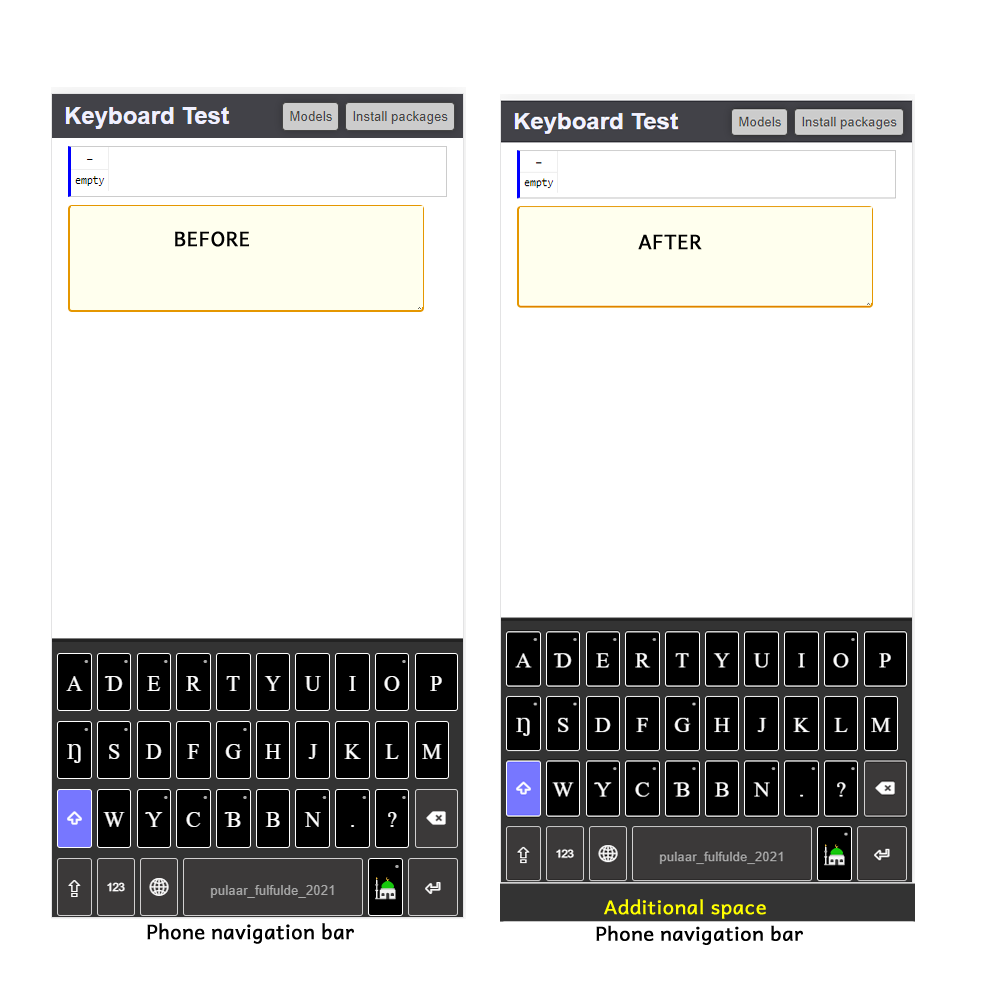 Keyboard Test Models Install packages
–
empty
BEFORE
A Ɗ E R T Y U I O P
Ŋ S D F G H J K L M
W Ƴ C Ɓ B N . ?
123 pulaar_fulfulde_2021
Phone navigation bar
Keyboard Test Models Install packages
–
empty
AFTER
A Ɗ E R T Y U I O P
Ŋ S D F G H J K L M
W Ƴ C Ɓ B N . ?
123 pulaar_fulfulde_2021
Additional space
Phone navigation bar